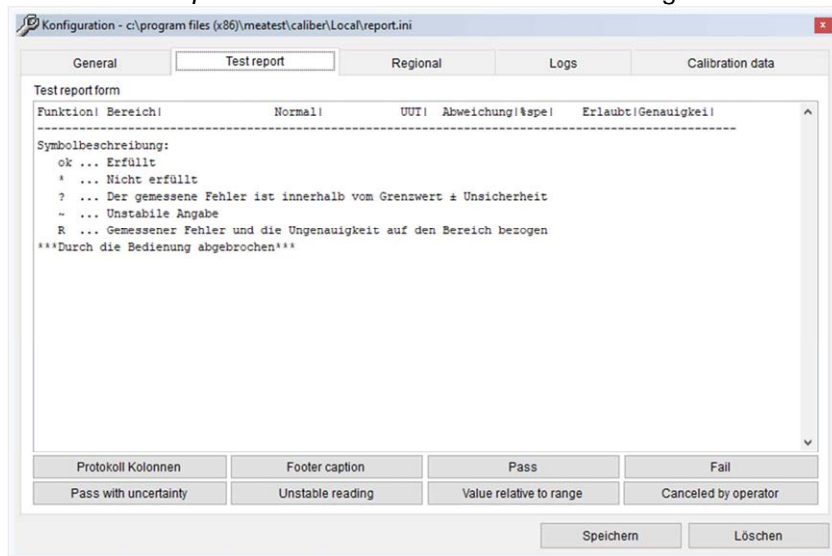 Konfiguration - c:\program files (x86)\meatest\caliber\Local\report.ini
x
General Test report Regional Logs Calibration data
Test report form
Funktion| Bereich| Normal| UUT| Abweichung|%spe| Erlaubt|Genauigkei|
----------------------------------------------------------------------------------------------------
Symbolbeschreibung:
ok ... Erfüllt
* ... Nicht erfüllt
? ... Der gemessene Fehler ist innerhalb vom Grenzwert ± Unsicherheit
~ ... Unstabile Angabe
R ... Gemessener Fehler und die Ungenauigkeit auf den Bereich bezogen
***Durch die Bedienung abgebrochen***
Protokoll Kolonnen Footer caption Pass Fail
Pass with uncertainty Unstable reading Value relative to range Canceled by operator
Speichern Löschen